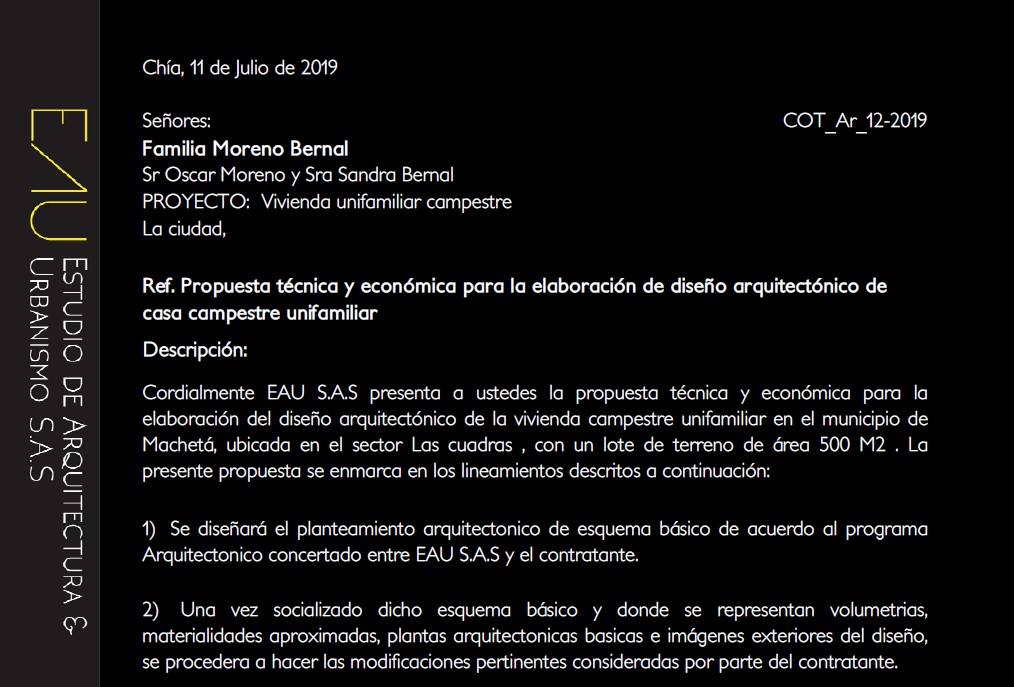 EAU
ESTUDIO DE ARQUITECTURA &
URBANISMO S.A.S
Chía, 11 de Julio de 2019
Señores:
COT_Ar_12-2019
Familia Moreno Bernal
Sr Oscar Moreno y Sra Sandra Bernal
PROYECTO: Vivienda unifamiliar campestre
La ciudad,
Ref. Propuesta técnica y económica para la elaboración de diseño arquitectónico de
casa campestre unifamiliar
Descripción:
Cordialmente EAU S.A.S presenta a ustedes la propuesta técnica y económica para la
elaboración del diseño arquitectónico de la vivienda campestre unifamiliar en el municipio de
Machetá, ubicada en el sector Las cuadras , con un lote de terreno de área 500 M2 . La
presente propuesta se enmarca en los lineamientos descritos a continuación:
1) Se diseñará el planteamiento arquitectonico de esquema básico de acuerdo al programa
Arquitectonico concertado entre EAU S.A.S y el contratante.
2) Una vez socializado dicho esquema básico y donde se representan volumetrias,
materialidades aproximadas, plantas arquitectonicas basicas e imágenes exteriores del diseño,
se procedera a hacer las modificaciones pertinentes consideradas por parte del contratante.